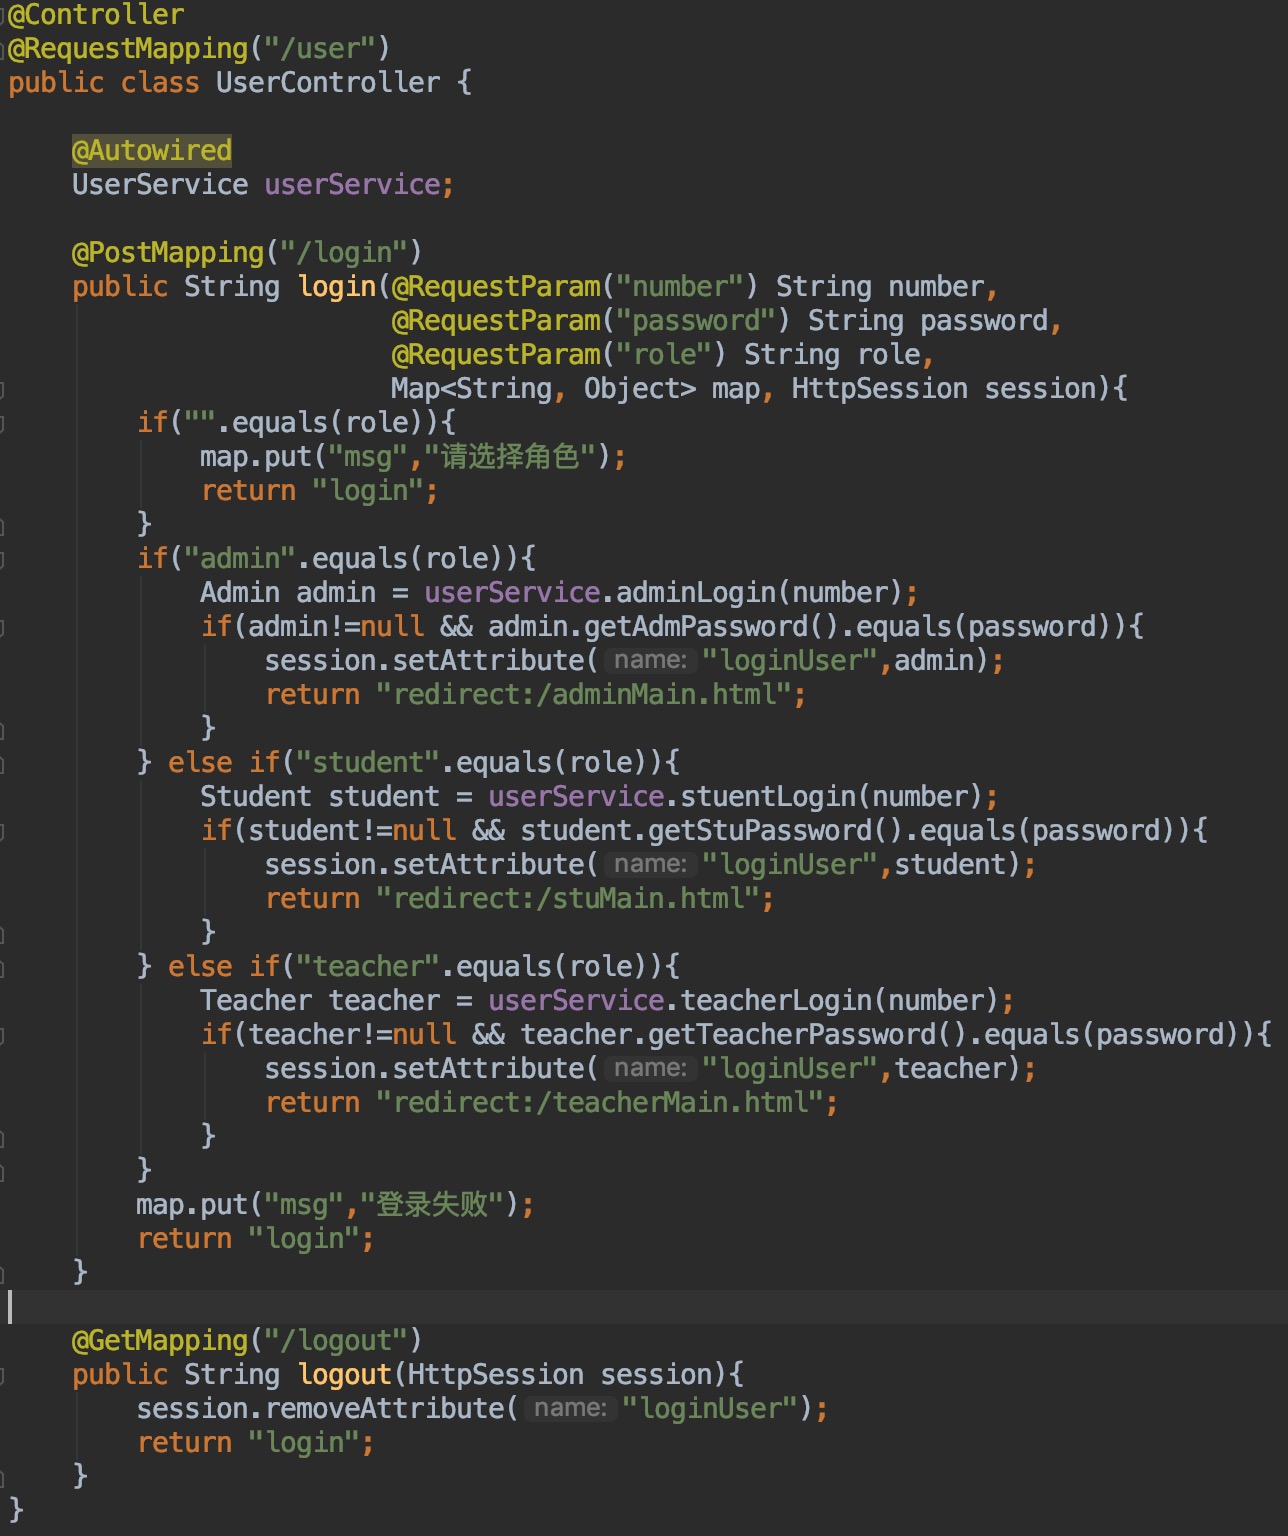 @Controller
@RequestMapping("/user")
public class UserController {
@Autowired
UserService userService;
@PostMapping("/login")
public String login(@RequestParam("number") String number,
@RequestParam("password") String password,
@RequestParam("role") String role,
Map<String, Object> map, HttpSession session){
if("".equals(role)){
map.put("msg","请选择角色");
return "login";
}
if("admin".equals(role)){
Admin admin = userService.adminLogin(number);
if(admin!=null && admin.getAdmPassword().equals(password)){
session.setAttribute( name: "loginUser",admin);
return "redirect:/adminMain.html";
}
} else if("student".equals(role)){
Student student = userService.stuentLogin(number);
if(student!=null && student.getStuPassword().equals(password)){
session.setAttribute( name: "loginUser",student);
return "redirect:/stuMain.html";
}
} else if("teacher".equals(role)){
Teacher teacher = userService.teacherLogin(number);
if(teacher!=null && teacher.getTeacherPassword().equals(password)){
session.setAttribute( name: "loginUser",teacher);
return "redirect:/teacherMain.html";
}
}
map.put("msg","登录失败");
return "login";
}
@GetMapping("/logout")
public String logout(HttpSession session){
session.removeAttribute( name: "loginUser");
return "login";
}
}